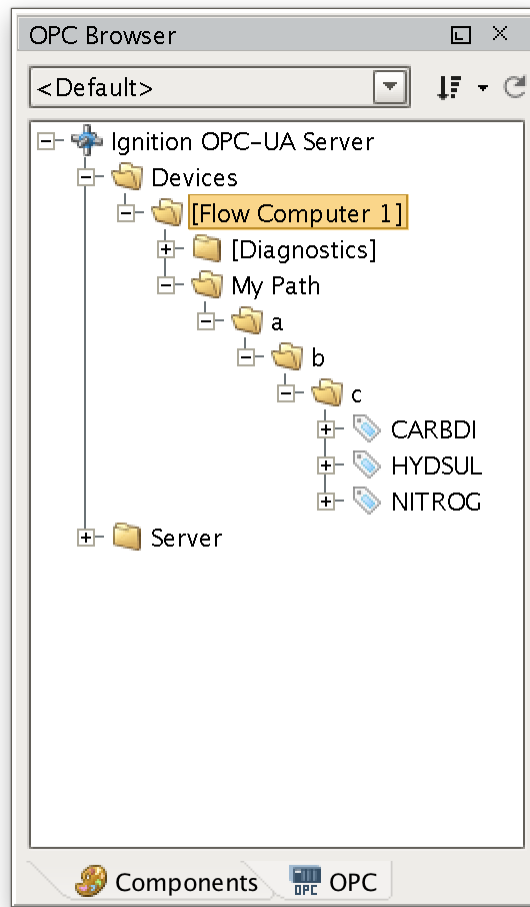 OPC Browser
<Default>
Ignition OPC-UA Server
Devices
[Flow Computer 1]
[Diagnostics]
My Path
a
b
c
CARBDI
HYDSUL
NITROG
Server
Components OPC OPC